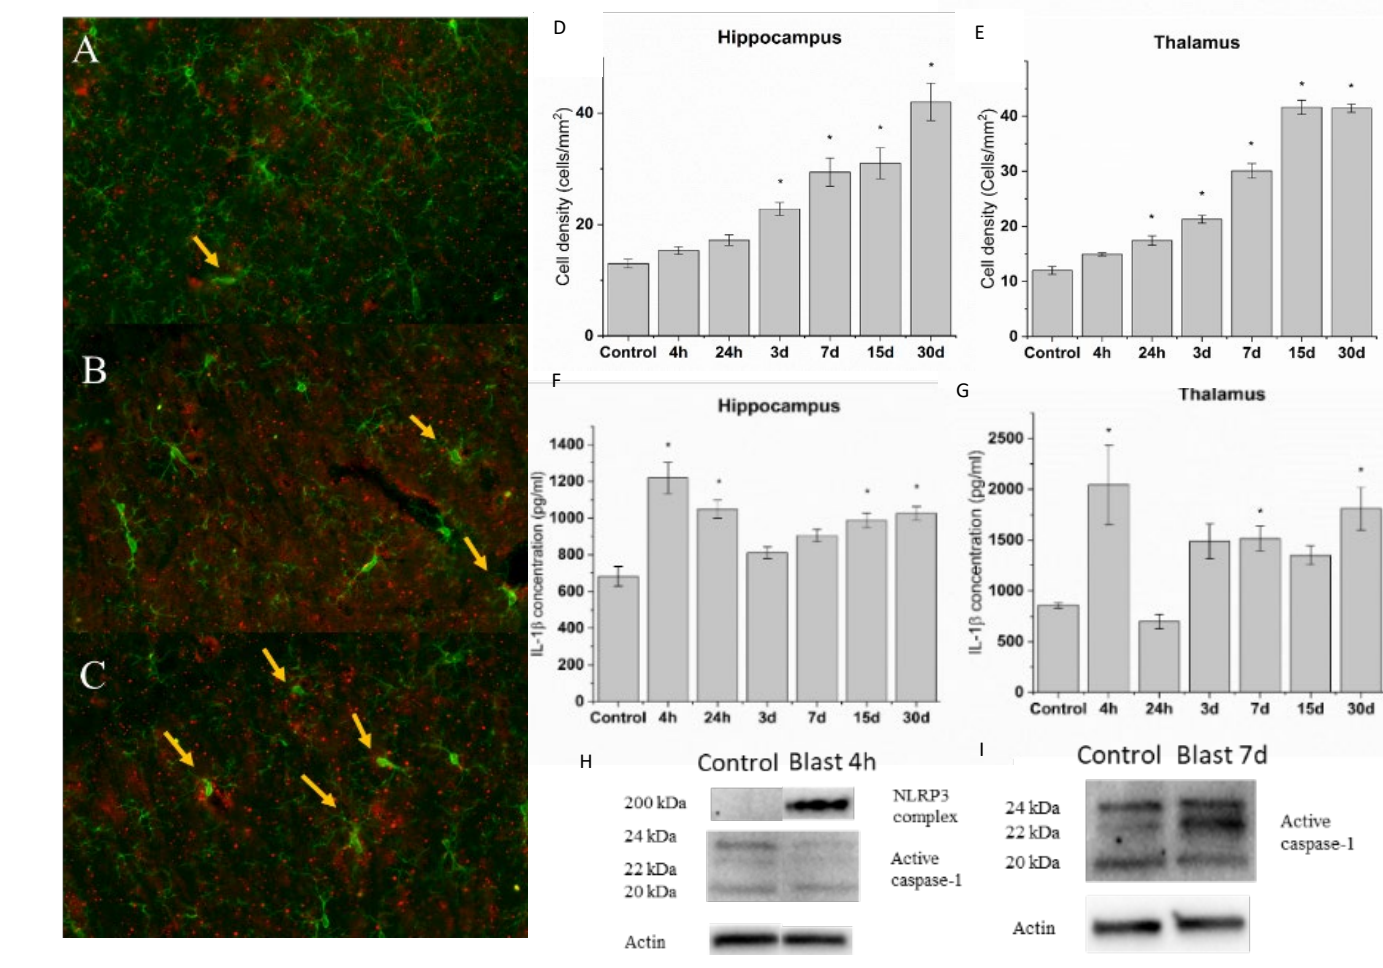 A
B
C
D
Hippocampus
Cell density (cells/mm²)
40
20
0
Control 4h 24h 3d 7d 15d 30d
* * * *
E
Thalamus
Cell density (Cells/mm²)
40
30
20
10
0
Control 4h 24h 3d 7d 15d 30d
* * * * *
F
Hippocampus
IL-1β concentration (pg/ml)
1400
1200
1000
800
600
400
200
0
Control 4h 24h 3d 7d 15d 30d
* * * *
G
Thalamus
IL-1β concentration (pg/ml)
2500
2000
1500
1000
500
0
Control 4h 24h 3d 7d 15d 30d
* * *
H
Control Blast 4h
200 kDa
NLRP3
complex
24 kDa
22 kDa
20 kDa
Active
caspase-1
Actin
I
Control Blast 7d
24 kDa
22 kDa
20 kDa
Active
caspase-1
Actin